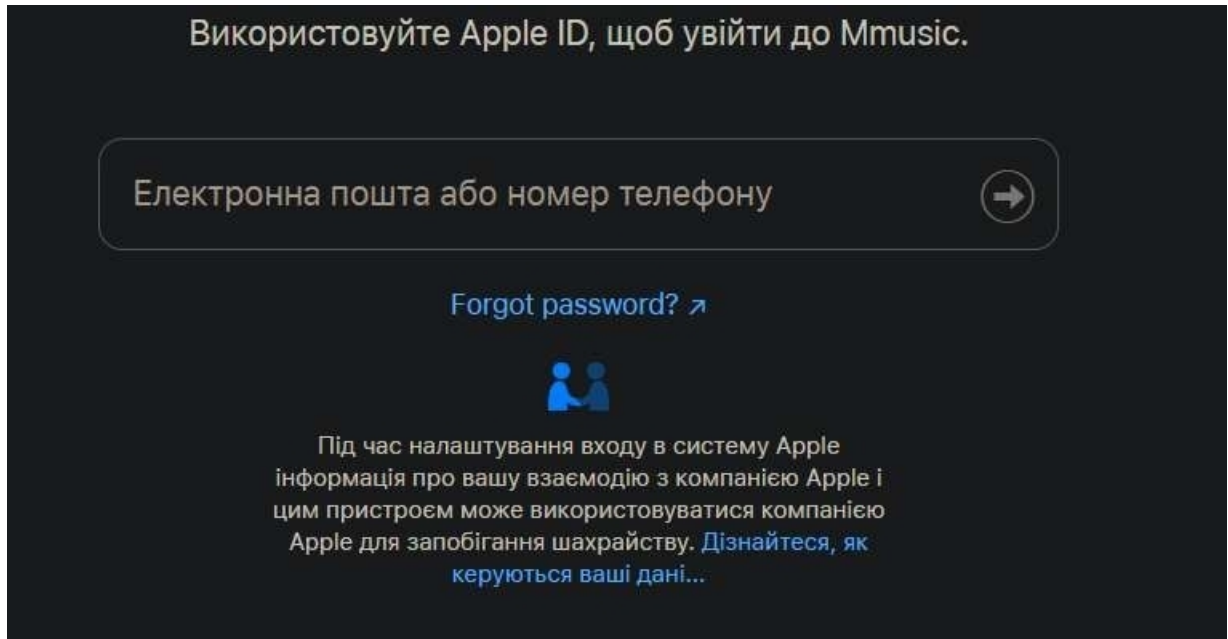 Використовуйте Apple ID, щоб увійти до Mmusic.
Електронна пошта або номер телефону
Forgot password? ↗
Під час налаштування входу в систему Apple
інформація про вашу взаємодію з компанією Apple і
цим пристроєм може використовуватися компанією
Apple для запобігання шахрайству. Дізнайтеся, як
керуються ваші дані...